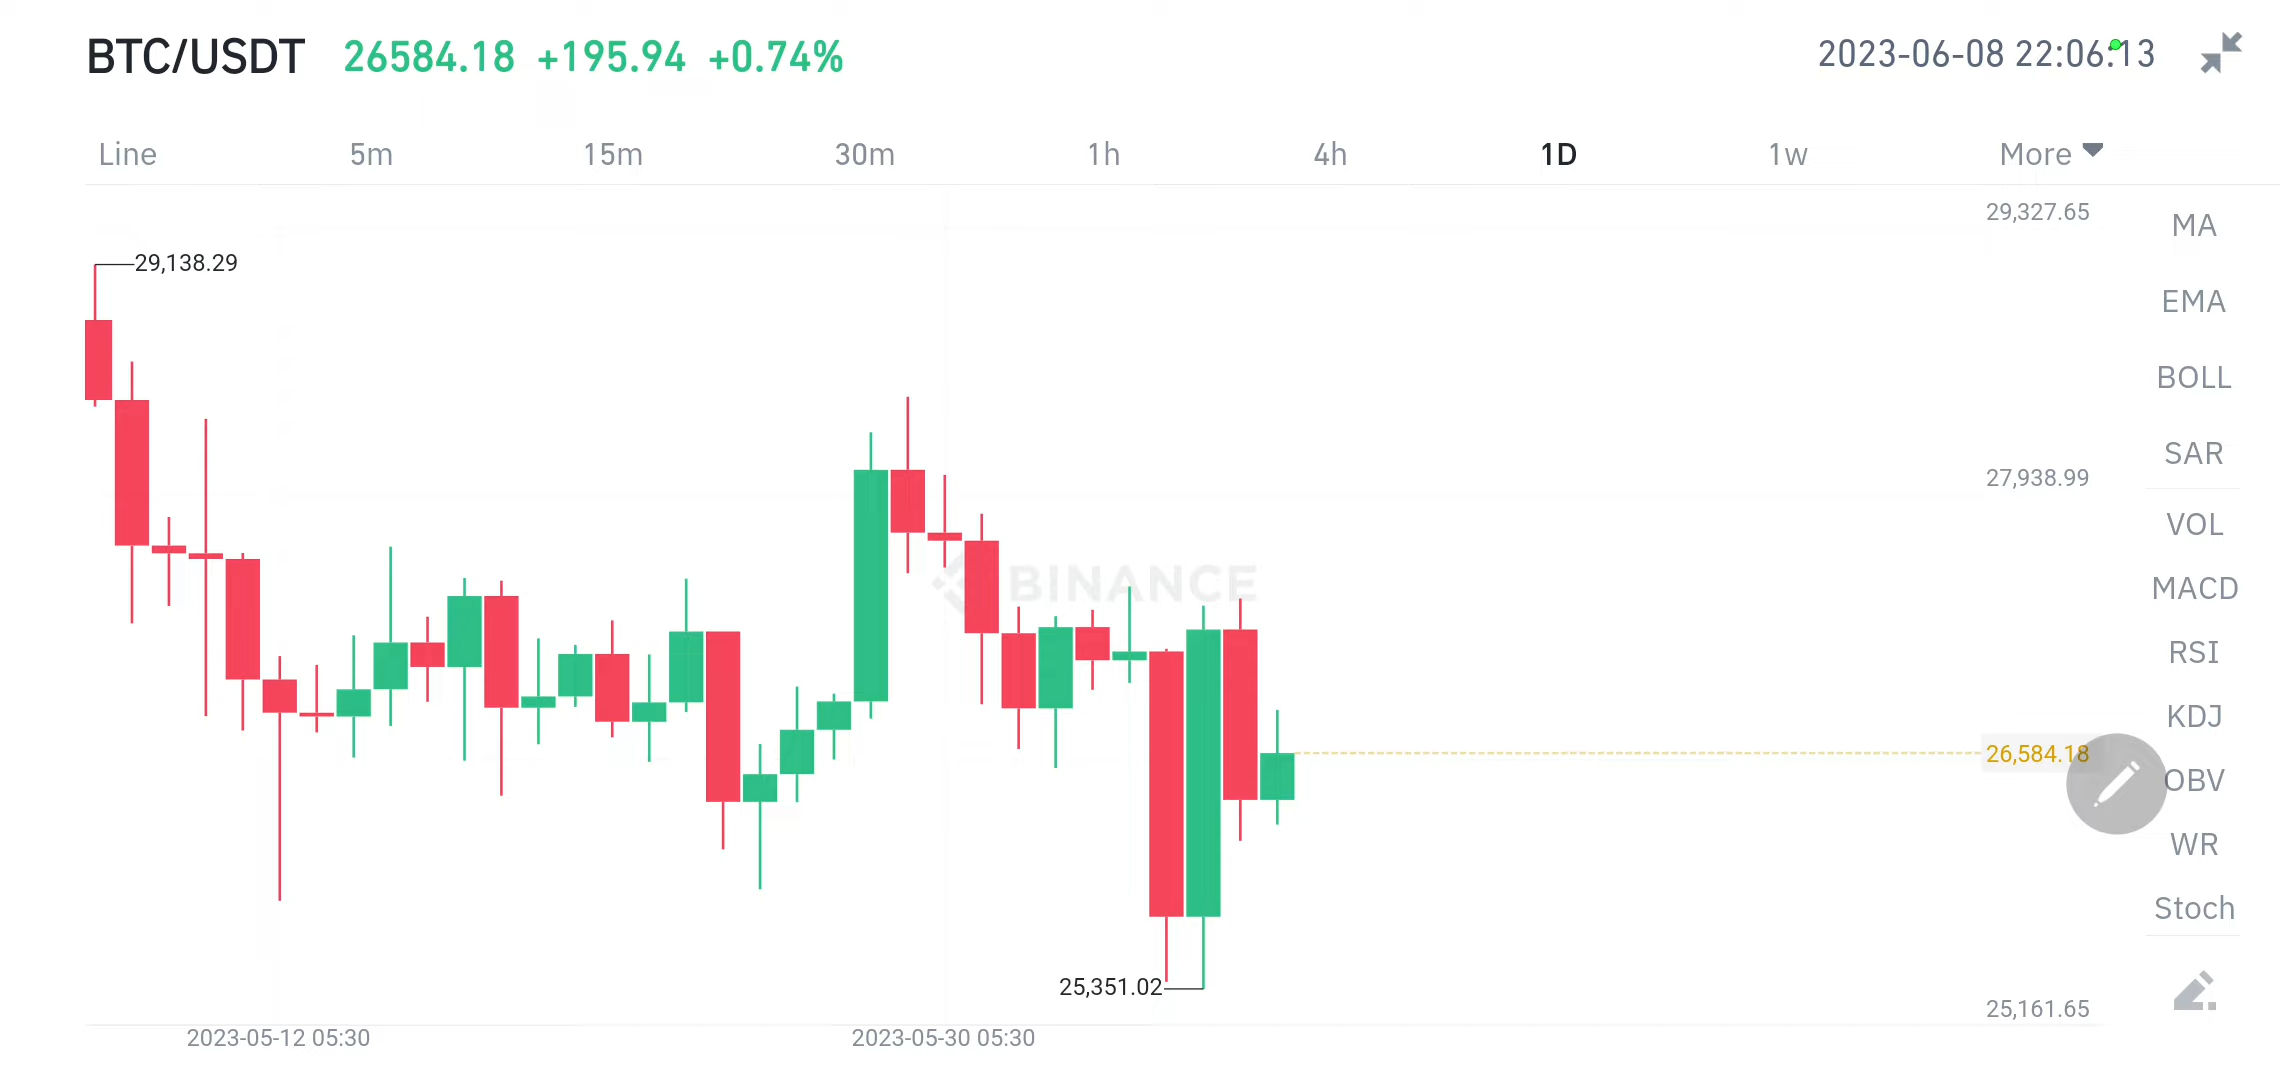 BTC/USDT 26584.18 +195.94 +0.74% 2023-06-08 22:06:13
Line 5m 15m 30m 1h 4h 1D 1w More
29,327.65
MA
29,138.29
EMA
BOLL
SAR
27,938.99
VOL
BINANCE
MACD
RSI
KDJ
26,584.18
OBV
WR
Stoch
25,351.02
25,161.65
2023-05-12 05:30 2023-05-30 05:30